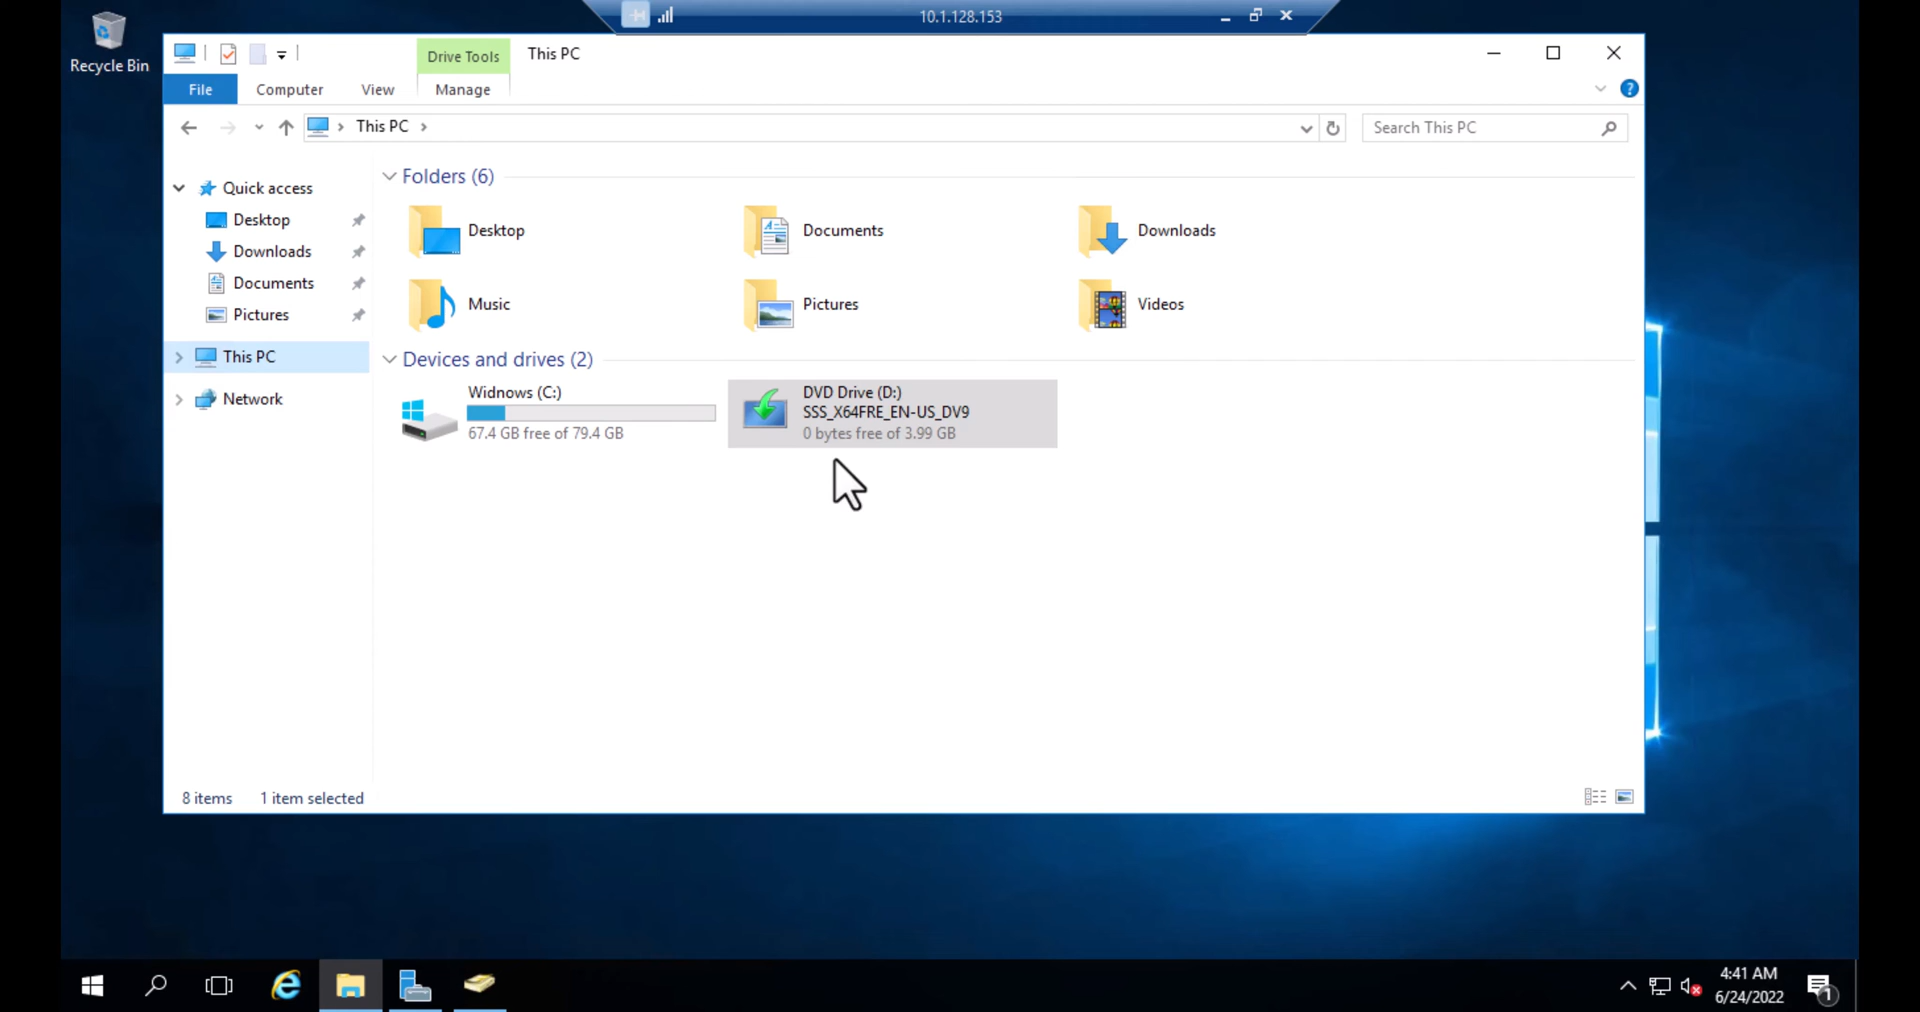 10.1.128.153
Recycle Bin
Drive Tools
This PC
File
Computer
View
Manage
This PC
Search This PC
Quick access
Desktop
Downloads
Documents
Pictures
This PC
Network
Folders (6)
Desktop
Documents
Downloads
Music
Pictures
Videos
Devices and drives (2)
Widnows (C:)
67.4 GB free of 79.4 GB
DVD Drive (D:)
SSS_X64FRE_EN-US_DV9
0 bytes free of 3.99 GB
8 items
1 item selected
4:41 AM
6/24/2022
1